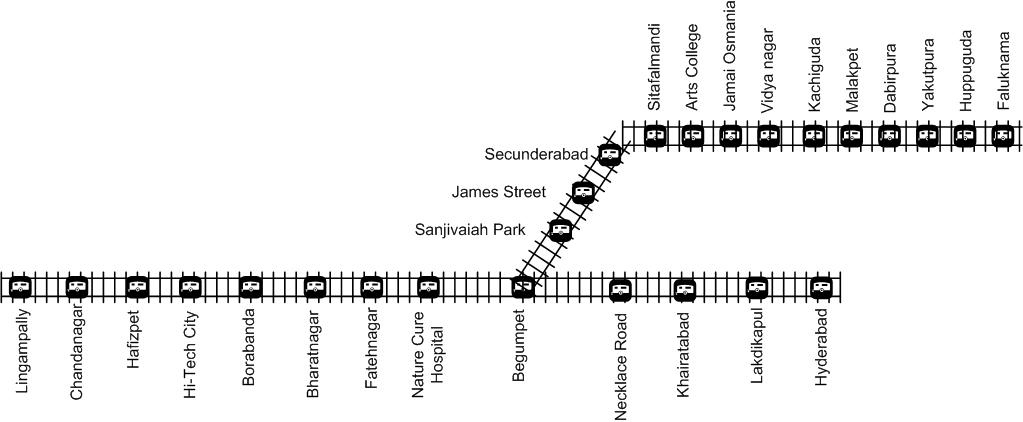 Sitafalmandi
Arts College
Jamai Osmania
Vidya nagar
Kachiguda
Malakpet
Dabirpura
Yakutpura
Huppuguda
Faluknama
Secunderabad
James Street
Sanjivaiah Park
Lingampally
Chandanagar
Hafizpet
Hi-Tech City
Borabanda
Bharatnagar
Fatehnagar
Nature Cure
Hospital
Begumpet
Necklace Road
Khairatabad
Lakdikapul
Hyderabad